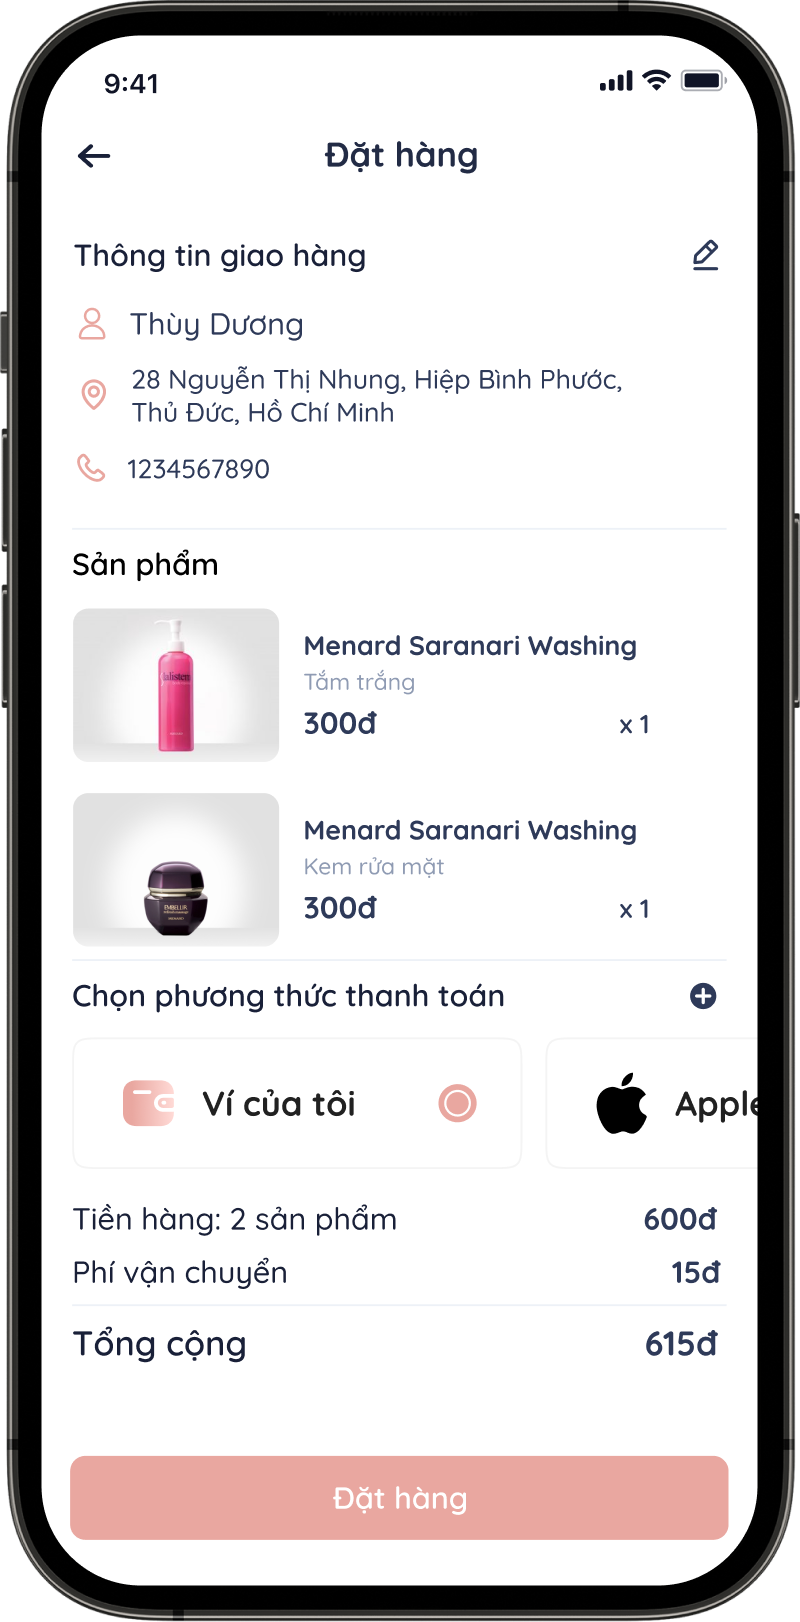 9:41
Đặt hàng
Thông tin giao hàng
Thùy Dương
28 Nguyễn Thị Nhung, Hiệp Bình Phước,
Thủ Đức, Hồ Chí Minh
1234567890
Sản phẩm
Menard Saranari Washing
Tắm trắng
300đ
x 1
Menard Saranari Washing
Kem rửa mặt
300đ
x 1
EMBELLIR
Chọn phương thức thanh toán
Ví của tôi
Apple
Tiền hàng: 2 sản phẩm
600đ
Phí vận chuyển
15đ
Tổng cộng
615đ
Đặt hàng